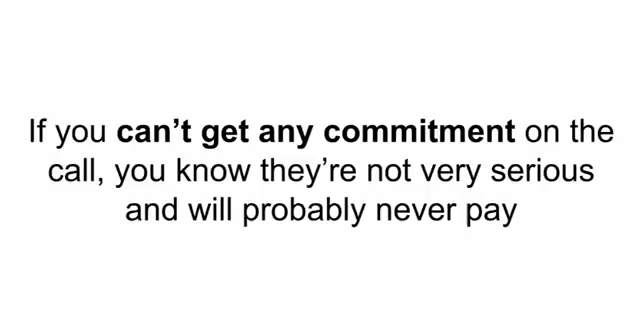 If you can’t get any commitment on the
call, you know they’re not very serious
and will probably never pay